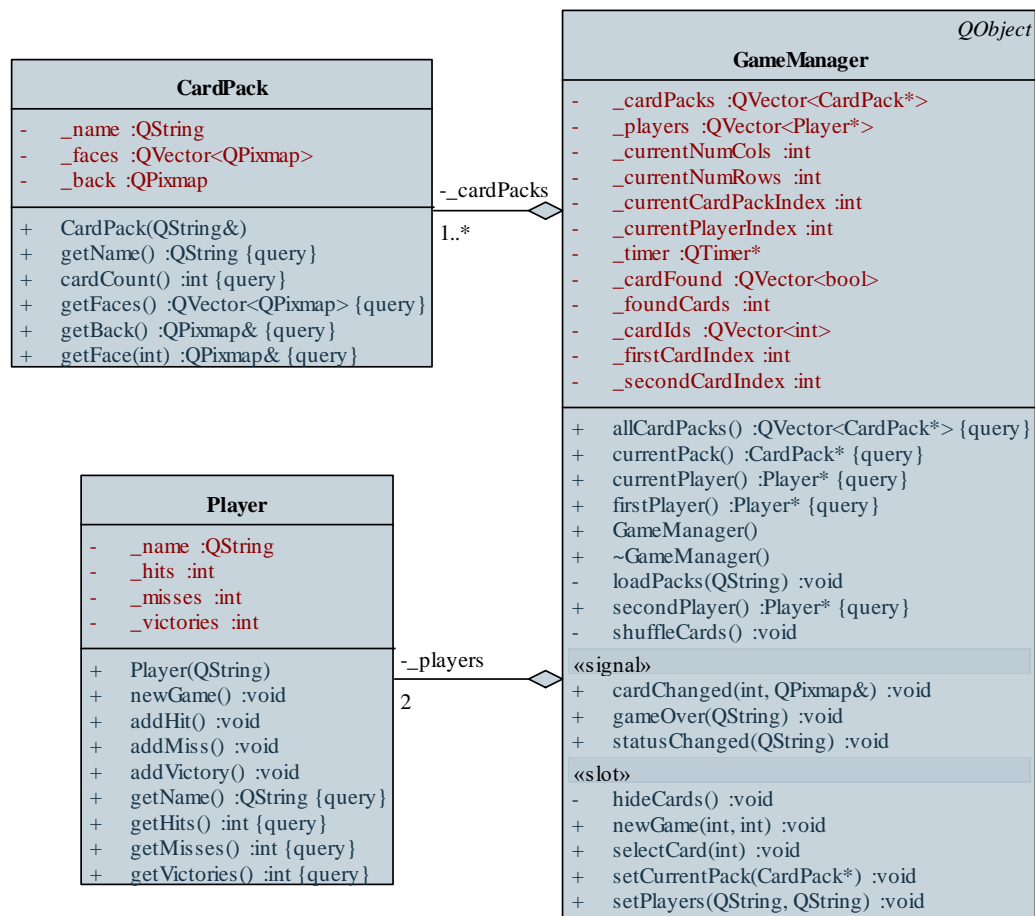 CardPack
- _name :QString
- _faces :QVector<QPixmap>
- _back :QPixmap
+ CardPack(QString&)
+ getName() :QString {query}
+ cardCount() :int {query}
+ getFaces() :QVector<QPixmap> {query}
+ getBack() :QPixmap& {query}
+ getFace(int) :QPixmap& {query}
-_cardPacks
1..*
Player
- _name :QString
- _hits :int
- _misses :int
- _victories :int
+ Player(QString)
+ newGame() :void
+ addHit() :void
+ addMiss() :void
+ addVictory() :void
+ getName() :QString {query}
+ getHits() :int {query}
+ getMisses() :int {query}
+ getVictories() :int {query}
-_players
2
QObject
GameManager
- _cardPacks :QVector<CardPack*>
- _players :QVector<Player*>
- _currentNumCols :int
- _currentNumRows :int
- _currentCardPackIndex :int
- _currentPlayerIndex :int
- _timer :QTimer*
- _cardFound :QVector<bool>
- _foundCards :int
- _cardIds :QVector<int>
- _firstCardIndex :int
- _secondCardIndex :int
+ allCardPacks() :QVector<CardPack*> {query}
+ currentPack() :CardPack* {query}
+ currentPlayer() :Player* {query}
+ firstPlayer() :Player* {query}
+ GameManager()
+ ~GameManager()
- loadPacks(QString) :void
+ secondPlayer() :Player* {query}
- shuffleCards() :void
«signal»
+ cardChanged(int, QPixmap&) :void
+ gameOver(QString) :void
+ statusChanged(QString) :void
«slot»
- hideCards() :void
+ newGame(int, int) :void
+ selectCard(int) :void
+ setCurrentPack(CardPack*) :void
+ setPlayers(QString, QString) :void